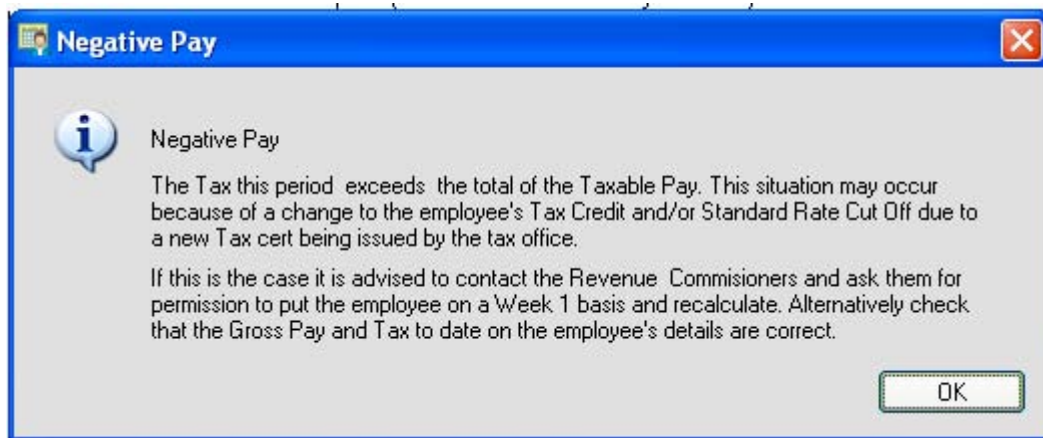 Negative Pay
Negative Pay
The Tax this period  exceeds  the total of the Taxable Pay. This situation may occur
because of a change to the employee's Tax Credit and/or Standard Rate Cut Off due to
a new Tax cert being issued by the tax office.
If this is the case it is advised to contact the Revenue  Commisioners and ask them for
permission to put the employee on a Week 1 basis and recalculate. Alternatively check
that the Gross Pay and Tax to date on the employee's details are correct.
OK